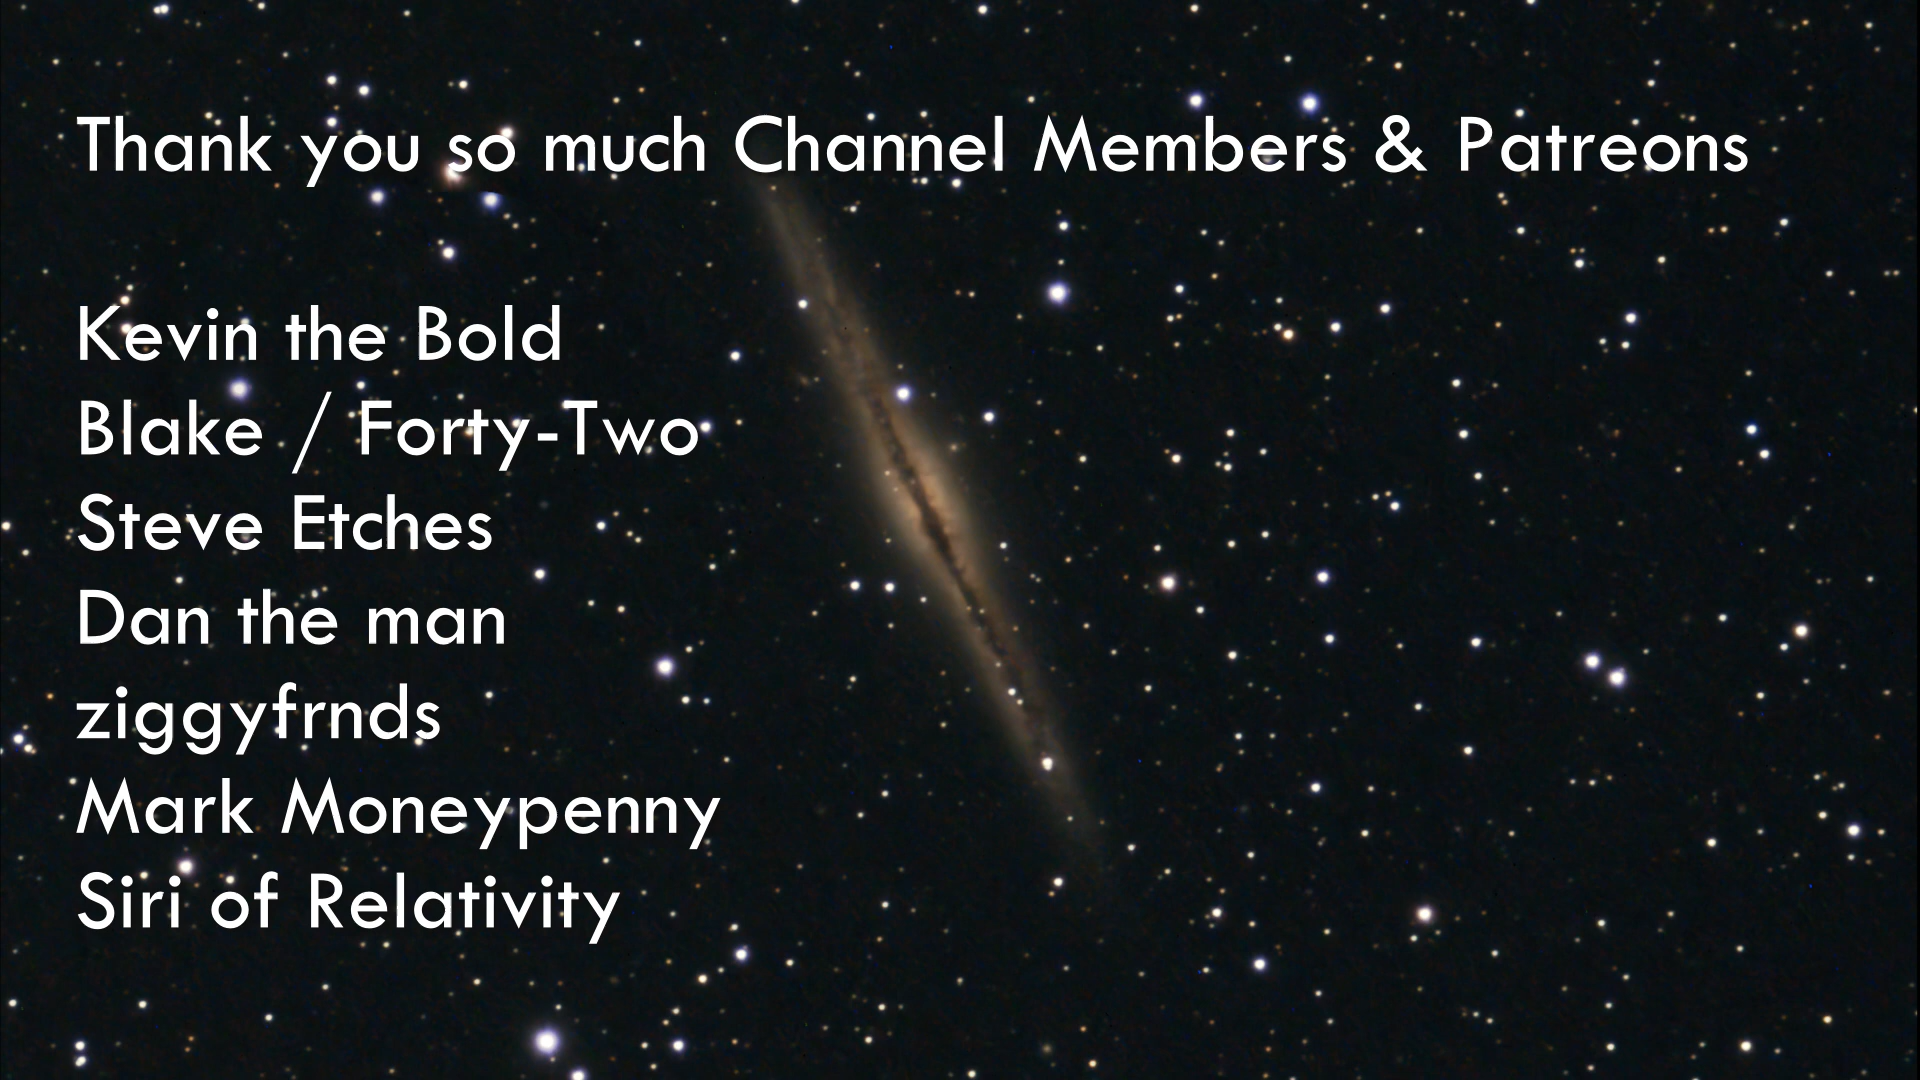 Thank you so much Channel Members & Patreons
Kevin the Bold
Blake / Forty-Two
Steve Etches
Dan the man
ziggyfrnds
Mark Moneypenny
Siri of Relativity